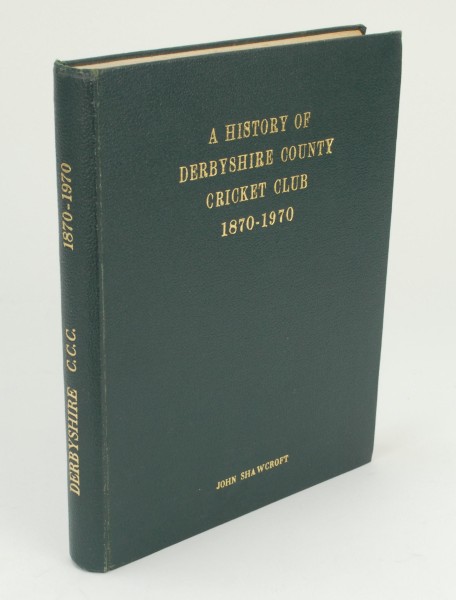 A HISTORY OF
DERBYSHIRE COUNTY
CRICKET CLUB
1870-1970
JOHN SHAWCROFT
DERBYSHIRE C.C.C. 1870-1970